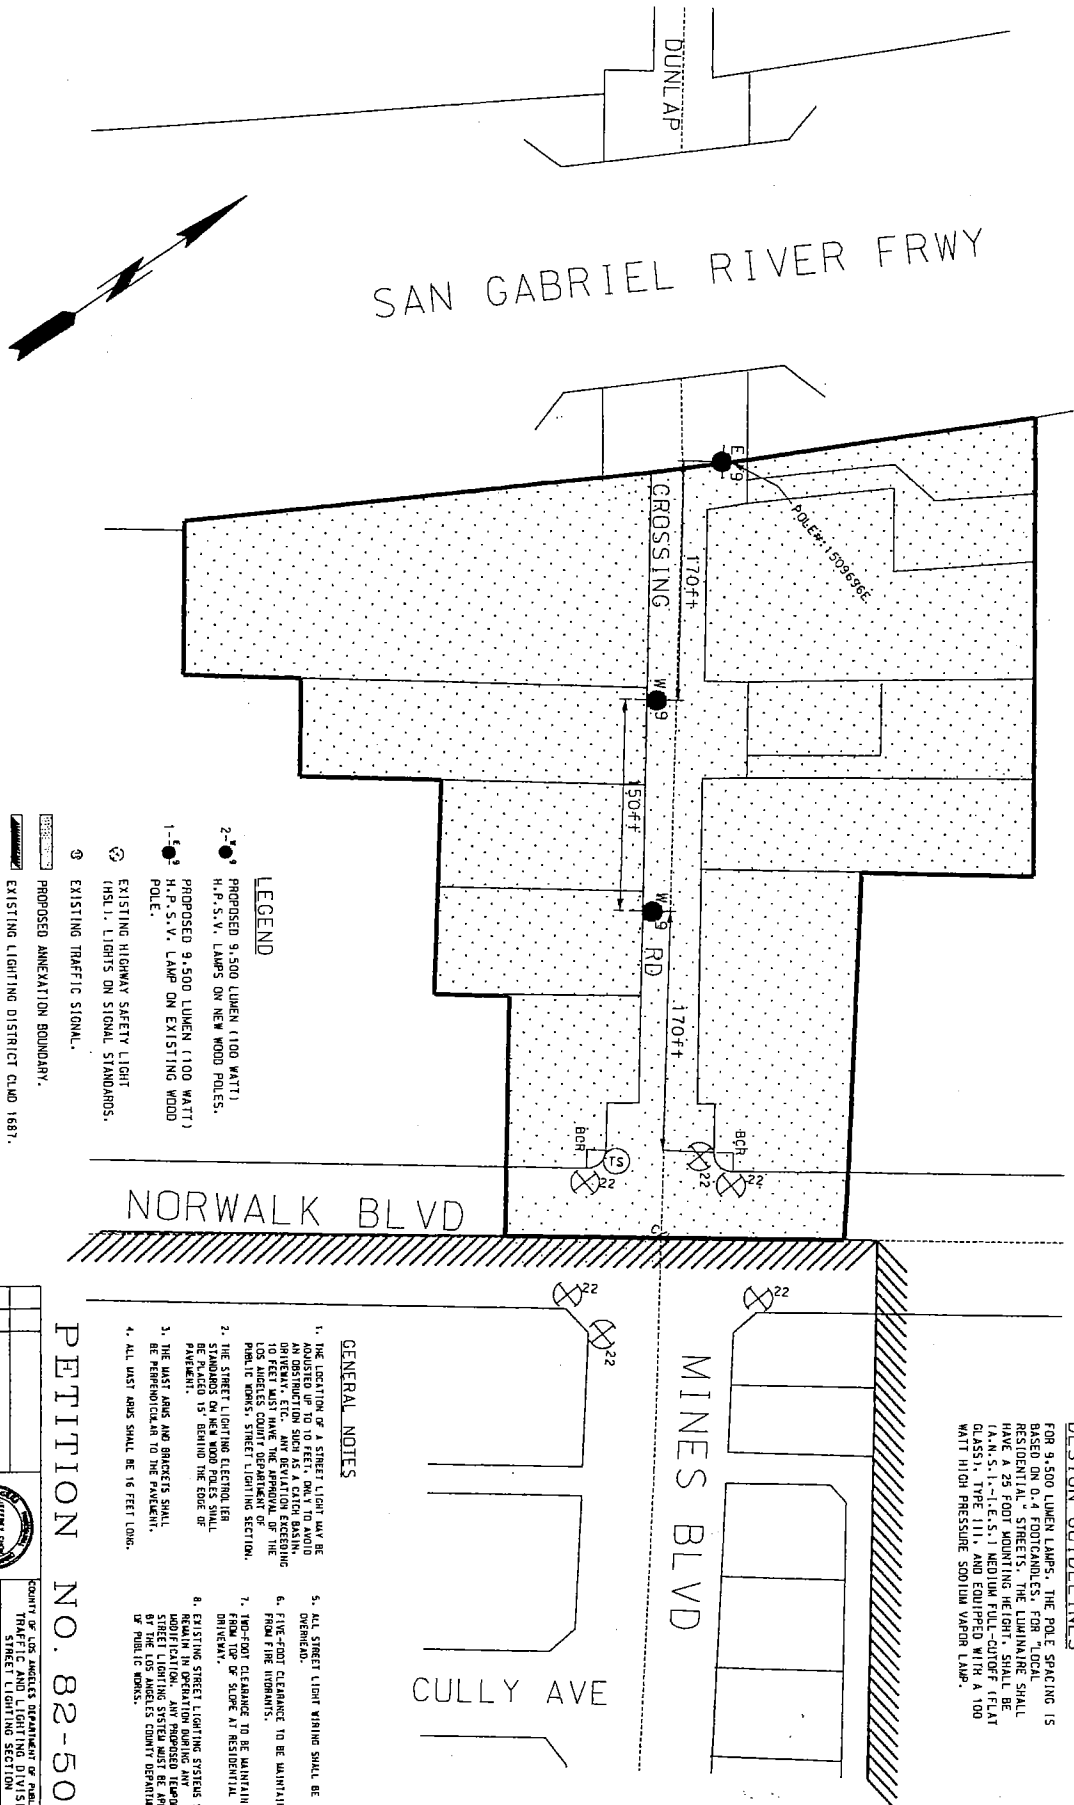 DUNLAP
SAN GABRIEL RIVER FRWY
E 9
POLE#:1509696E
CROSSING
170ft
W 9
150ft
W 9
RD
170ft
BCR
BCR
TS
22
22
22
NORWALK BLVD
22
22
22
MINES BLVD
CULLY AVE
LEGEND
2- W 9 PROPOSED 9,500 LUMEN (100 WATT)
H.P.S.V. LAMPS ON NEW WOOD POLES.
1- E 9 PROPOSED 9,500 LUMEN (100 WATT)
H.P.S.V. LAMP ON EXISTING WOOD
POLE.
EXISTING HIGHWAY SAFETY LIGHT
(HSL). LIGHTS ON SIGNAL STANDARDS.
EXISTING TRAFFIC SIGNAL.
PROPOSED ANNEXATION BOUNDARY.
EXISTING LIGHTING DISTRICT CLMD 1687.
GENERAL NOTES
1. THE LOCATION OF A STREET LIGHT MAY BE
ADJUSTED UP TO 10 FEET, ONLY TO AVOID
AN OBSTRUCTION SUCH AS A CATCH BASIN,
DRIVEWAY, ETC. ANY DEVIATION EXCEEDING
10 FEET MUST HAVE THE APPROVAL OF THE
LOS ANGELES COUNTY DEPARTMENT OF
PUBLIC WORKS, STREET LIGHTING SECTION.
2. THE STREET LIGHTING ELECTROLIER
STANDARDS ON NEW WOOD POLES SHALL
BE PLACED 15' BEHIND THE EDGE OF
PAVEMENT.
3. THE MAST ARMS AND BRACKETS SHALL
BE PERPENDICULAR TO THE PAVEMENT.
4. ALL MAST ARMS SHALL BE 16 FEET LONG.
5. ALL STREET LIGHT WIRING SHALL BE
OVERHEAD.
6. FIVE-FOOT CLEARANCE TO BE MAINTAI
FROM FIRE HYDRANTS.
7. TWO-FOOT CLEARANCE TO BE MAINTAIN
FROM TOP OF SLOPE AT RESIDENTIAL
DRIVEWAY.
8. EXISTING STREET LIGHTING SYSTEMS
REMAIN IN OPERATION DURING ANY
MODIFICATION. ANY PROPOSED TEMPO
STREET LIGHTING SYSTEM MUST BE AP
BY THE LOS ANGELES COUNTY DEPARTM
OF PUBLIC WORKS.
DESIGN GUIDELINES
FOR 9,500 LUMEN LAMPS, THE POLE SPACING IS
BASED ON 0.4 FOOTCANDLES, FOR "LOCAL
RESIDENTIAL" STREETS. THE LUMINAIRE SHALL
HAVE A 25 FOOT MOUNTING HEIGHT, SHALL BE
(A.N.S.I.-I.E.S.) MEDIUM FULL-CUTOFF (FLAT
GLASS), TYPE III, AND EQUIPPED WITH A 100
WATT HIGH PRESSURE SODIUM VAPOR LAMP.
PETITION NO. 82-50
COUNTY OF LOS ANGELES DEPARTMENT OF PUBL
TRAFFIC AND LIGHTING DIVISI
STREET LIGHTING SECTION